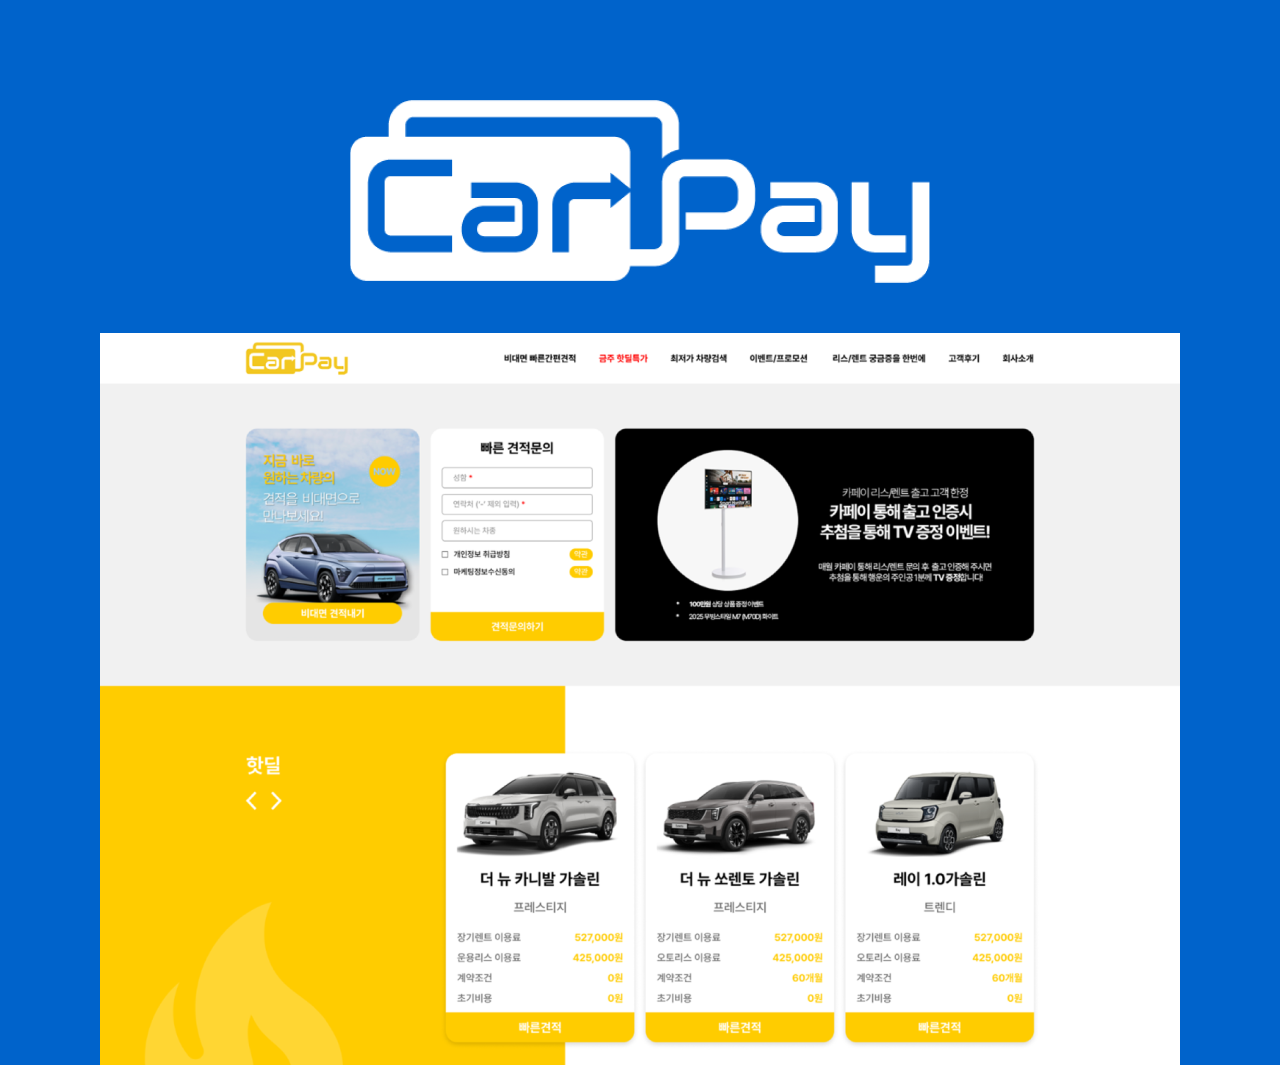 Car Pay
Car Pay
비대면 빠른간편견적 금주 핫딜특가 최저가 차량검색 이벤트/프로모션 리스/렌트 궁금증을 한번에 고객후기 회사소개
지금 바로
원하는 차량의
견적을 비대면으로
만나보세요!
NOW
비대면 견적내기
빠른 견적문의
성함 *
연락처 ('-' 제외 입력) *
원하시는 차종
개인정보 취급방침 약관
마케팅정보수신동의 약관
견적문의하기
카페이 리스/렌트 출고 고객 한정
카페이 통해 출고 인증시
추첨을 통해 TV 증정 이벤트!
매월 카페이 통해 리스/렌트 문의 후 출고 인증해 주시면
추첨을 통해 행운의 주인공 1분께 TV 증정합니다!
* 100만원 상당 상품 증정 이벤트
* 2025 무빙스타일 M7 (M70D) 화이트
핫딜
더 뉴 카니발 가솔린
프레스티지
장기렌트 이용료 527,000원
운용리스 이용료 425,000원
계약조건 0원
초기비용 0원
빠른견적
더 뉴 쏘렌토 가솔린
프레스티지
장기렌트 이용료 527,000원
오토리스 이용료 425,000원
계약조건 60개월
초기비용 0원
빠른견적
레이 1.0가솔린
트렌디
장기렌트 이용료 527,000원
오토리스 이용료 425,000원
계약조건 60개월
초기비용 0원
빠른견적